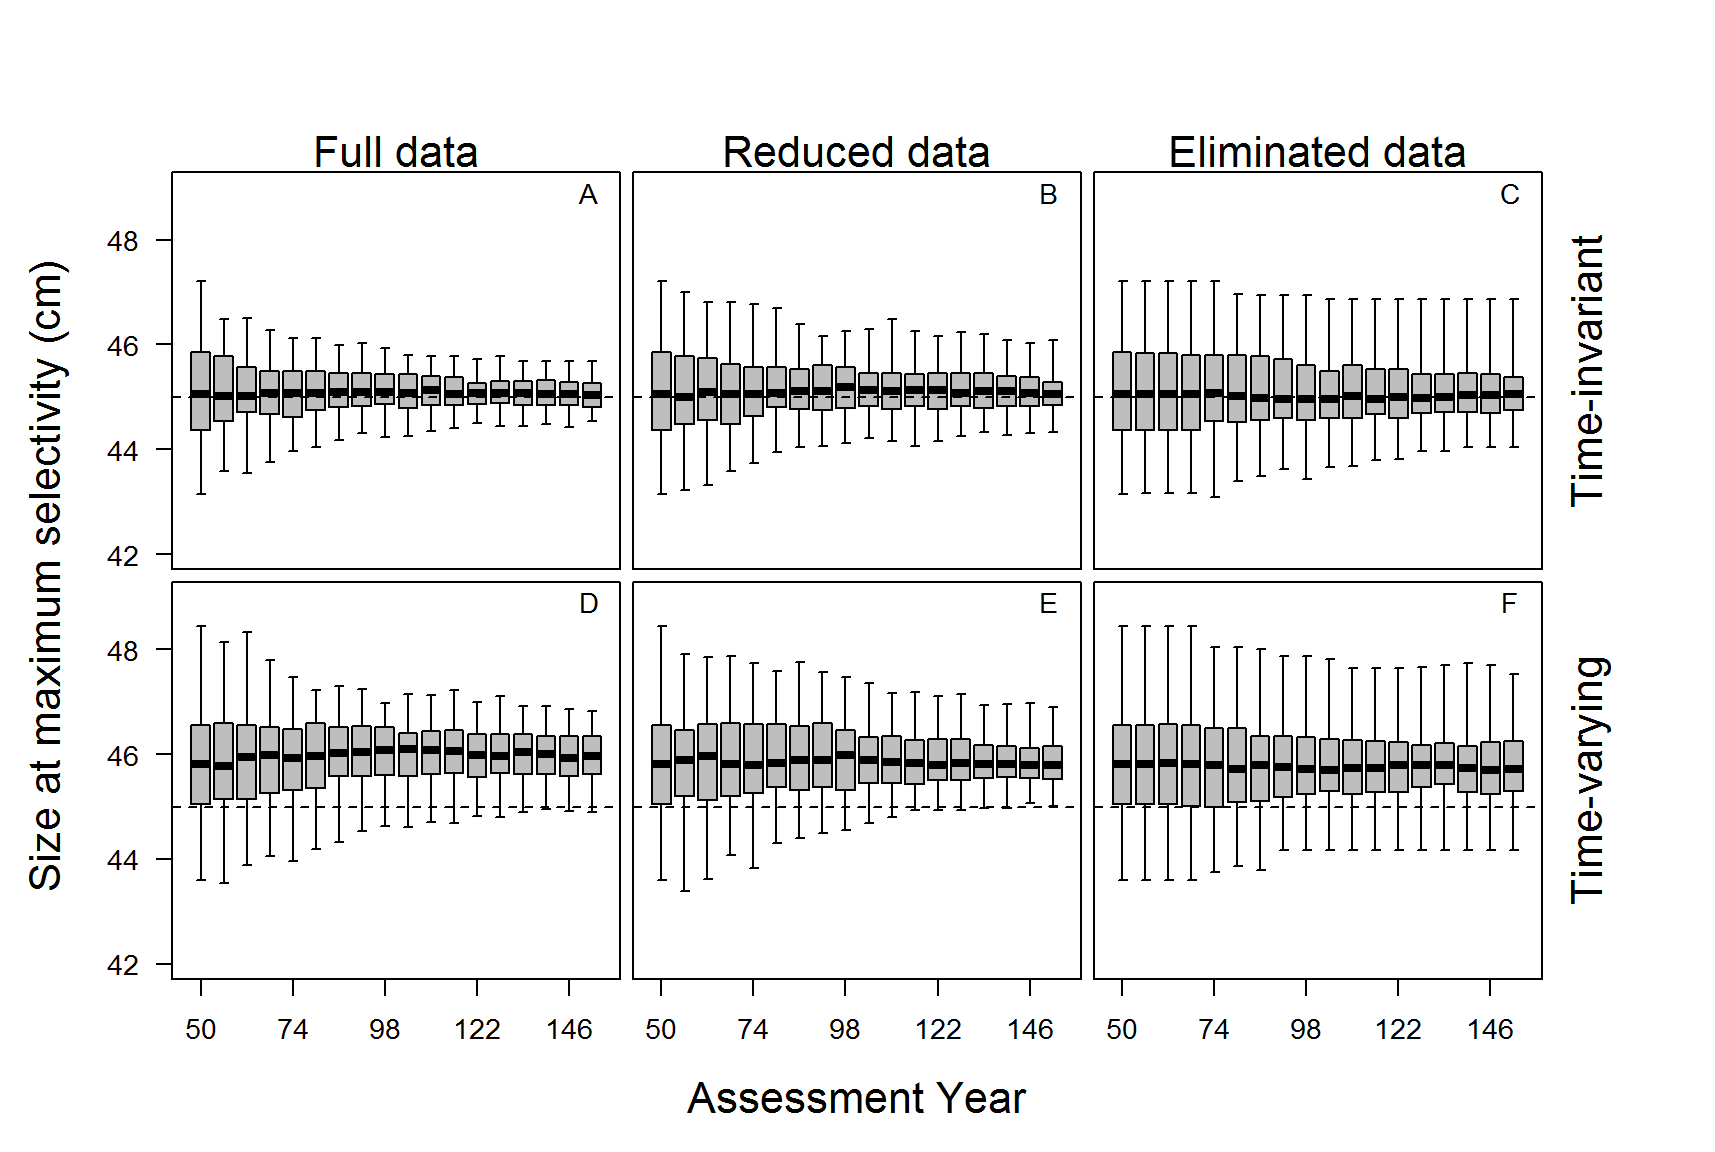 Full data
Reduced data
Eliminated data
A
B
C
48
46
44
42
Time-invariant
Size at maximum selectivity (cm)
D
E
F
48
46
44
42
Time-varying
50 74 98 122 146
50 74 98 122 146
50 74 98 122 146
Assessment Year